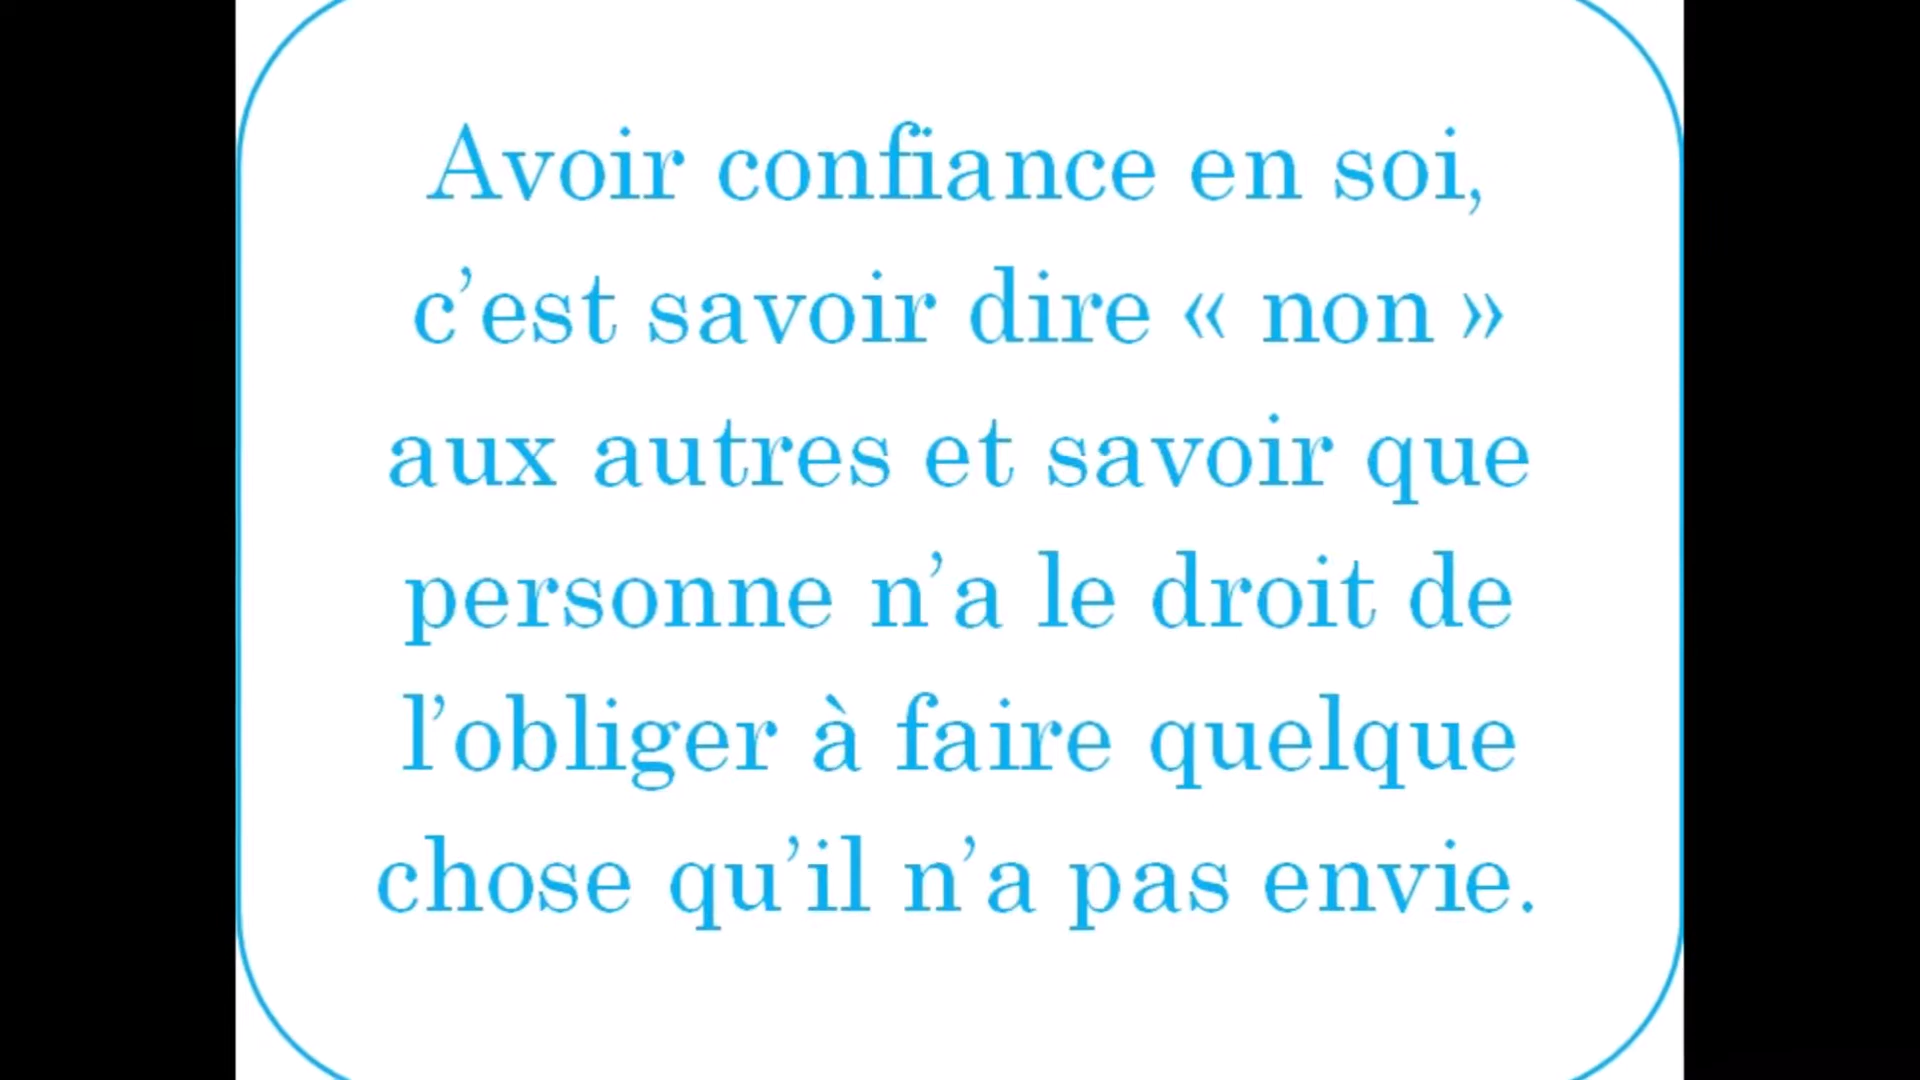 Avoir confiance en soi,
c’est savoir dire « non »
aux autres et savoir que
personne n’a le droit de
l’obliger à faire quelque
chose qu’il n’a pas envie.